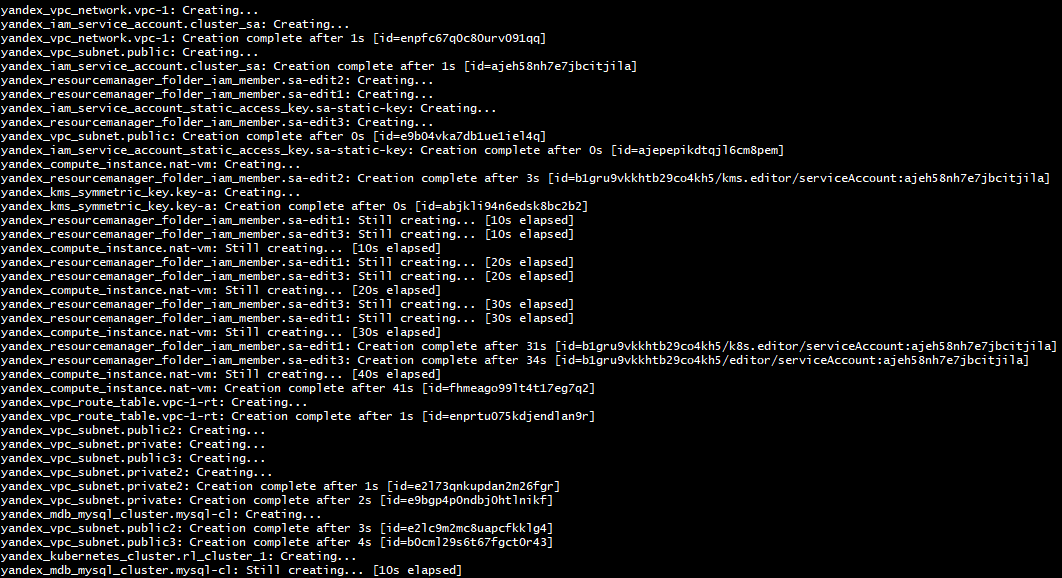 yandex_vpc_network.vpc-1: Creating...
yandex_iam_service_account.cluster_sa: Creating...
yandex_vpc_network.vpc-1: Creation complete after 1s [id=enpfc67q0c80urv091qq]
yandex_vpc_subnet.public: Creating...
yandex_iam_service_account.cluster_sa: Creation complete after 1s [id=ajeh58nh7e7jbcitjila]
yandex_resourcemanager_folder_iam_member.sa-edit2: Creating...
yandex_resourcemanager_folder_iam_member.sa-edit1: Creating...
yandex_iam_service_account_static_access_key.sa-static-key: Creating...
yandex_resourcemanager_folder_iam_member.sa-edit3: Creating...
yandex_vpc_subnet.public: Creation complete after 0s [id=e9b04vka7db1ue1iel4q]
yandex_iam_service_account_static_access_key.sa-static-key: Creation complete after 0s [id=ajepepikdtqjl6cm8pem]
yandex_compute_instance.nat-vm: Creating...
yandex_resourcemanager_folder_iam_member.sa-edit2: Creation complete after 3s [id=b1gru9vkkhtb29co4kh5/kms.editor/serviceAccount:ajeh58nh7e7jbcitjila]
yandex_kms_symmetric_key.key-a: Creating...
yandex_kms_symmetric_key.key-a: Creation complete after 0s [id=abjkli94n6edsk8bc2b2]
yandex_resourcemanager_folder_iam_member.sa-edit1: Still creating... [10s elapsed]
yandex_resourcemanager_folder_iam_member.sa-edit3: Still creating... [10s elapsed]
yandex_compute_instance.nat-vm: Still creating... [10s elapsed]
yandex_resourcemanager_folder_iam_member.sa-edit1: Still creating... [20s elapsed]
yandex_resourcemanager_folder_iam_member.sa-edit3: Still creating... [20s elapsed]
yandex_compute_instance.nat-vm: Still creating... [20s elapsed]
yandex_resourcemanager_folder_iam_member.sa-edit3: Still creating... [30s elapsed]
yandex_resourcemanager_folder_iam_member.sa-edit1: Still creating... [30s elapsed]
yandex_compute_instance.nat-vm: Still creating... [30s elapsed]
yandex_resourcemanager_folder_iam_member.sa-edit1: Creation complete after 31s [id=b1gru9vkkhtb29co4kh5/k8s.editor/serviceAccount:ajeh58nh7e7jbcitjila]
yandex_resourcemanager_folder_iam_member.sa-edit3: Creation complete after 34s [id=b1gru9vkkhtb29co4kh5/editor/serviceAccount:ajeh58nh7e7jbcitjila]
yandex_compute_instance.nat-vm: Still creating... [40s elapsed]
yandex_compute_instance.nat-vm: Creation complete after 41s [id=fhmeago99lt4t17eg7q2]
yandex_vpc_route_table.vpc-1-rt: Creating...
yandex_vpc_route_table.vpc-1-rt: Creation complete after 1s [id=enprtu075kdjendlan9r]
yandex_vpc_subnet.public2: Creating...
yandex_vpc_subnet.private: Creating...
yandex_vpc_subnet.public3: Creating...
yandex_vpc_subnet.private2: Creating...
yandex_vpc_subnet.private2: Creation complete after 1s [id=e2l73qnkupdan2m26fgr]
yandex_vpc_subnet.private: Creation complete after 2s [id=e9bgp4p0ndbj0htlnikf]
yandex_mdb_mysql_cluster.mysql-cl: Creating...
yandex_vpc_subnet.public2: Creation complete after 3s [id=e2lc9m2mc8uapcfkklg4]
yandex_vpc_subnet.public3: Creation complete after 4s [id=b0cml29s6t67fgct0r43]
yandex_kubernetes_cluster.rl_cluster_1: Creating...
yandex_mdb_mysql_cluster.mysql-cl: Still creating... [10s elapsed]